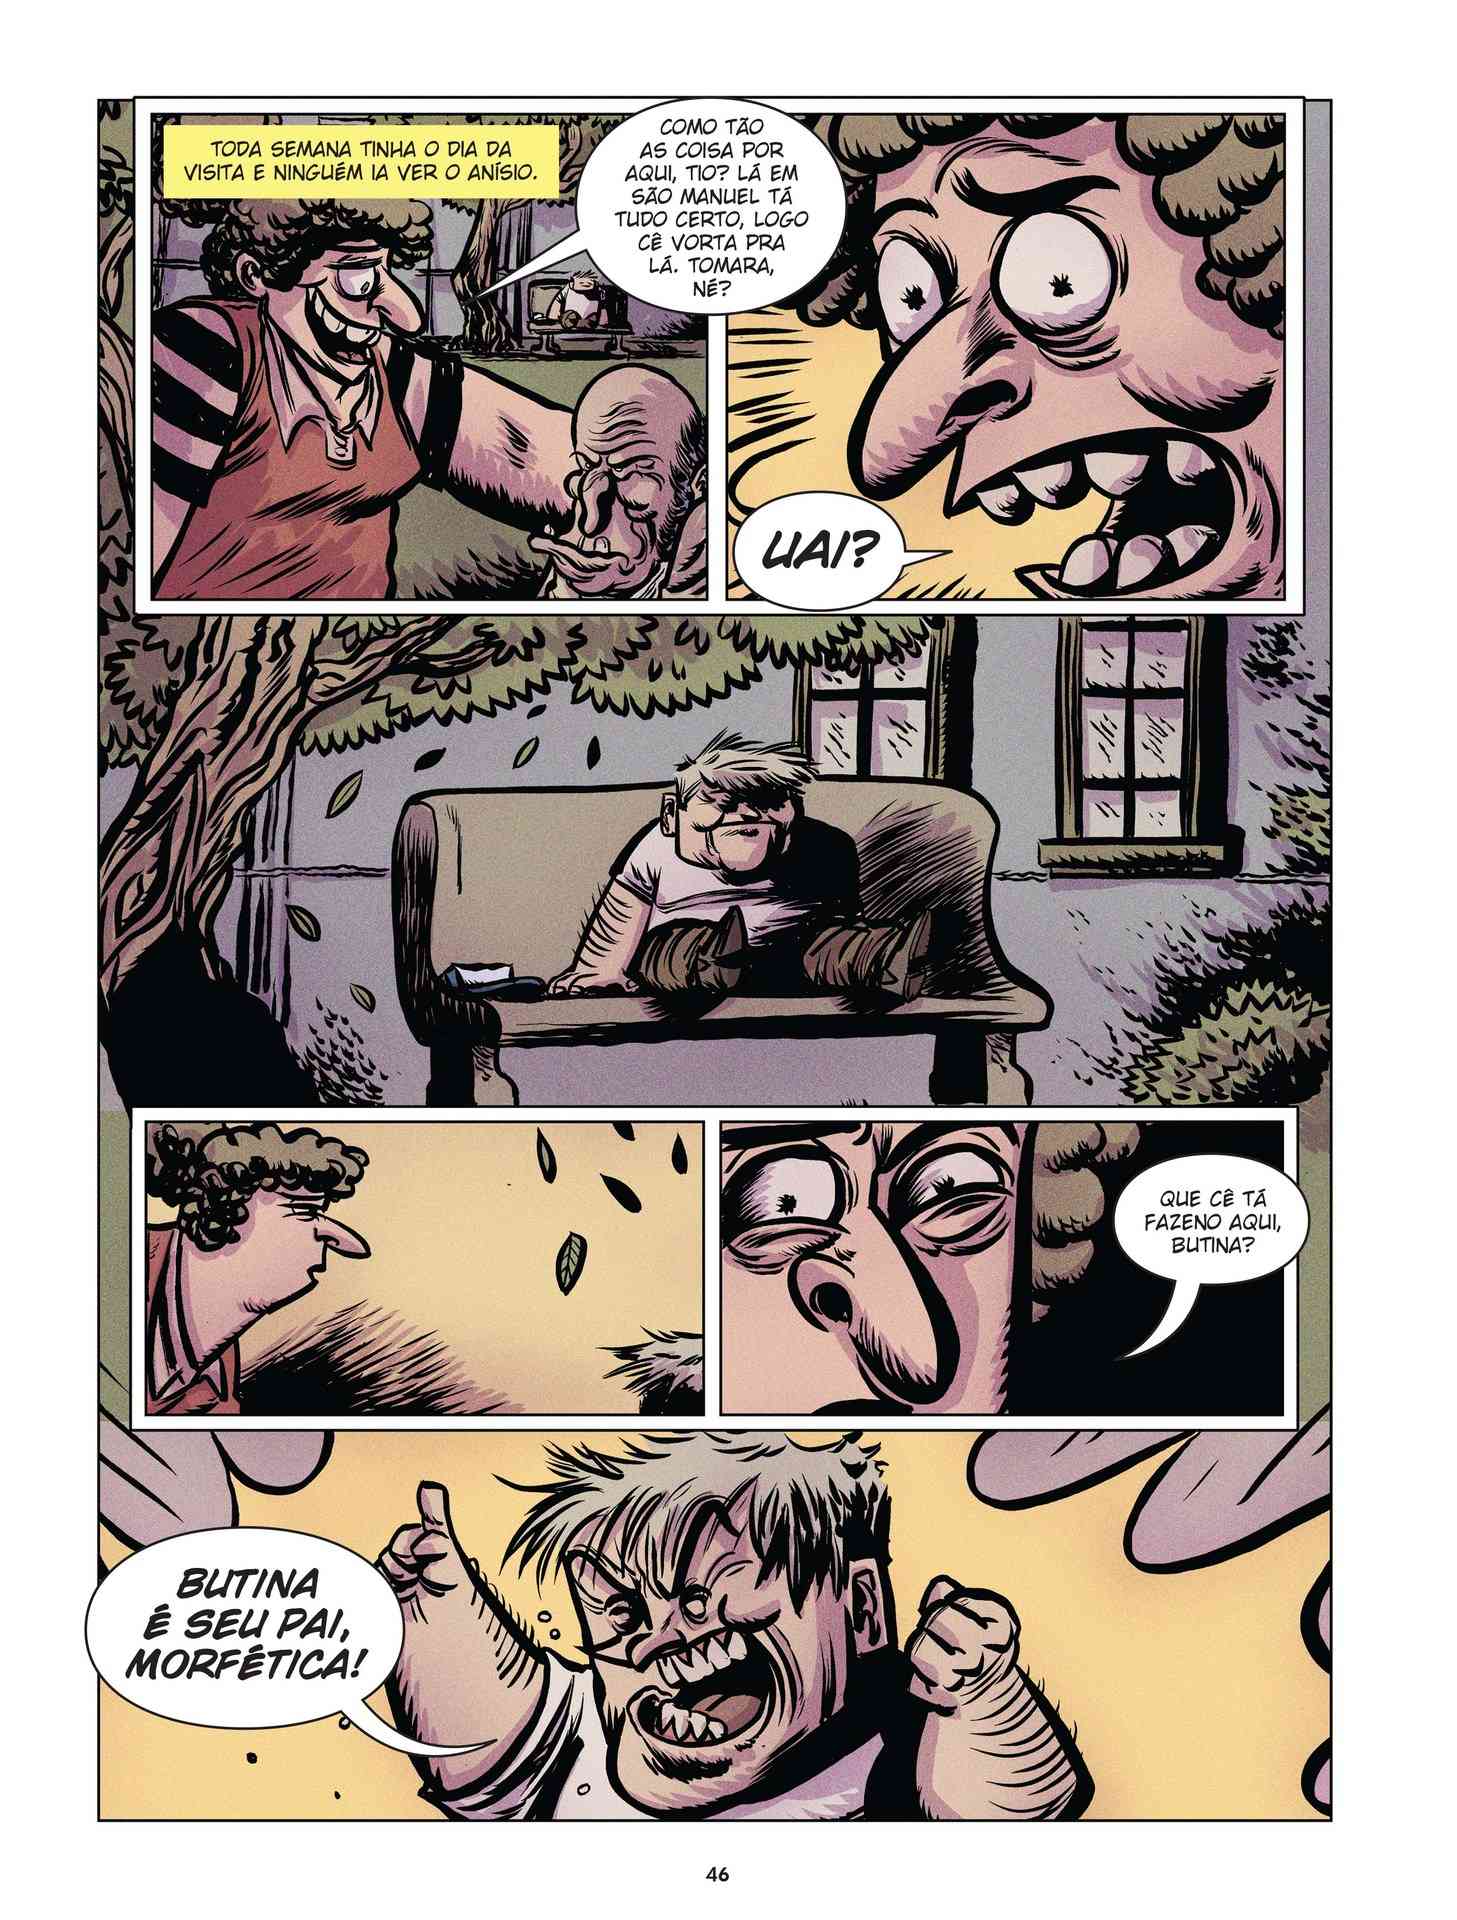 TODA SEMANA TINHA O DIA DA
VISITA E NINGUÉM IA VER O ANÍSIO.
COMO TÃO
AS COISA POR
AQUI, TIO? LÁ EM
SÃO MANUEL TÁ
TUDO CERTO, LOGO
CÊ VORTA PRA
LÁ. TOMARA,
NÉ?
UAI?
QUE CÊ TÁ
FAZENO AQUI,
BUTINA?
BUTINA
É SEU PAI,
MORFÉTICA!
46